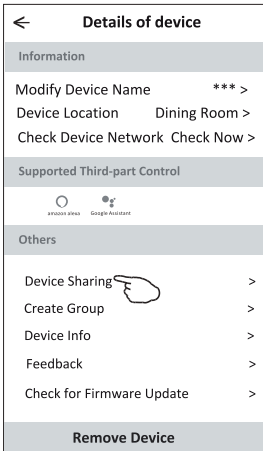 Details of device
Information
Modify Device Name *** >
Device Location Dining Room >
Check Device Network Check Now >
Supported Third-part Control
amazon alexa Google Assistant
Others
Device Sharing >
Create Group >
Device Info >
Feedback >
Check for Firmware Update >
Remove Device